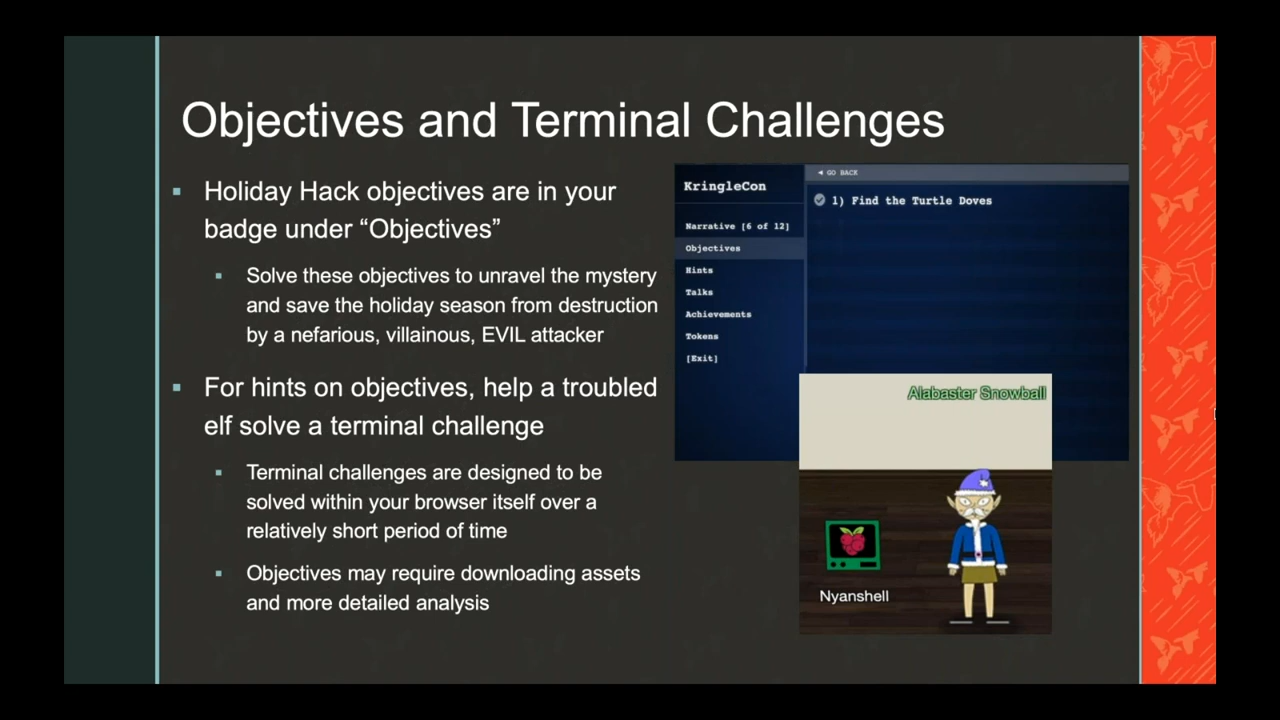 Objectives and Terminal Challenges
▪ Holiday Hack objectives are in your
badge under “Objectives”
▪ Solve these objectives to unravel the mystery
and save the holiday season from destruction
by a nefarious, villainous, EVIL attacker
▪ For hints on objectives, help a troubled
elf solve a terminal challenge
▪ Terminal challenges are designed to be
solved within your browser itself over a
relatively short period of time
▪ Objectives may require downloading assets
and more detailed analysis
KringleCon
Narrative [6 of 12]
Objectives
Hints
Talks
Achievements
Tokens
[Exit]
◄ GO BACK
1) Find the Turtle Doves
Alabaster Snowball
Nyanshell